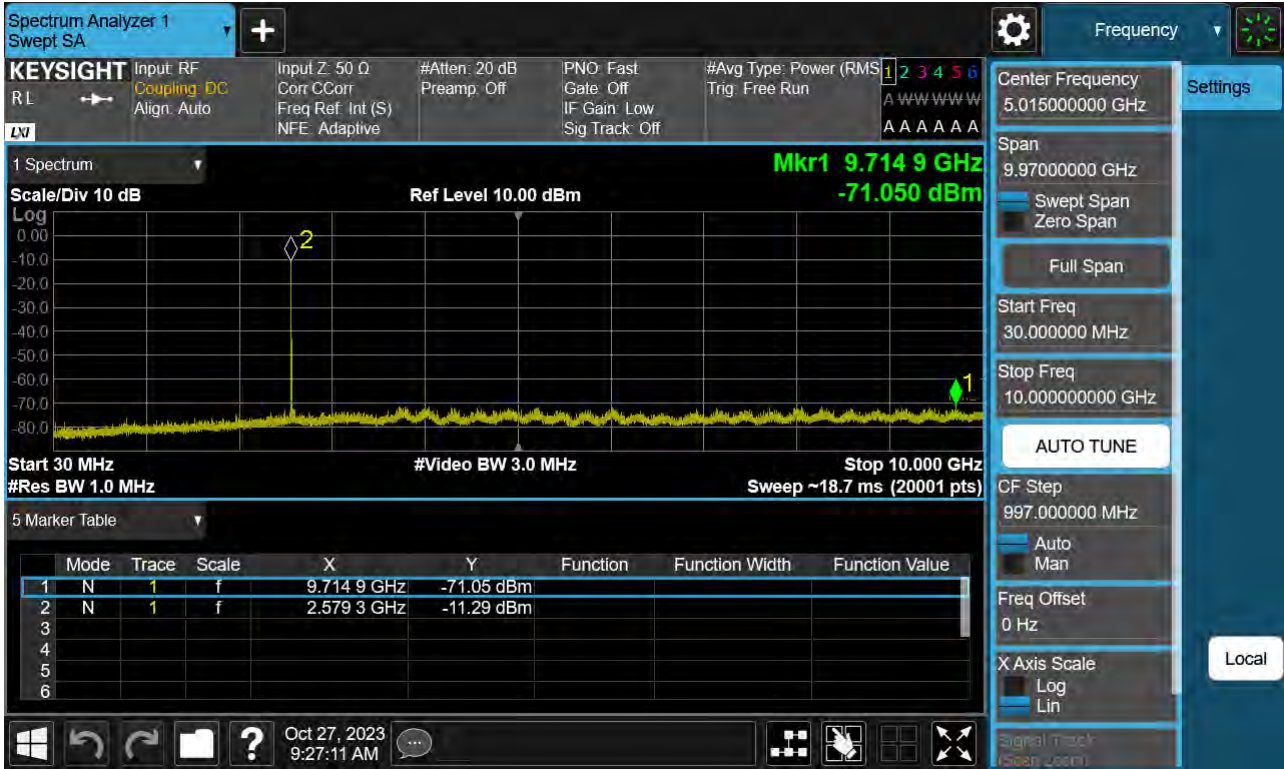 Spectrum Analyzer 1
Swept SA
+
Frequency
KEYSIGHT
RL
LXI
Input: RF
Coupling: DC
Align: Auto
Input Z: 50 Ω
Corr CCorr
Freq Ref: Int (S)
NFE: Adaptive
#Atten: 20 dB
Preamp: Off
PNO: Fast
Gate: Off
IF Gain: Low
Sig Track: Off
#Avg Type: Power (RMS
Trig: Free Run
1 2 3 4 5 6
A W W W W W
A A A A A A
1 Spectrum
Mkr1 9.714 9 GHz
Scale/Div 10 dB
Ref Level 10.00 dBm
-71.050 dBm
Log
0.00
-10.0
-20.0
-30.0
-40.0
-50.0
-60.0
-70.0
-80.0
2
1
Start 30 MHz
#Video BW 3.0 MHz
Stop 10.000 GHz
#Res BW 1.0 MHz
Sweep ~18.7 ms (20001 pts)
5 Marker Table
Mode Trace Scale X Y Function Function Width Function Value
1 N 1 f 9.714 9 GHz -71.05 dBm
2 N 1 f 2.579 3 GHz -11.29 dBm
3
4
5
6
Oct 27, 2023
9:27:11 AM
Center Frequency
5.015000000 GHz
Span
9.97000000 GHz
Swept Span
Zero Span
Full Span
Start Freq
30.000000 MHz
Stop Freq
10.000000000 GHz
AUTO TUNE
CF Step
997.000000 MHz
Auto
Man
Freq Offset
0 Hz
X Axis Scale
Log
Lin
Signal Track
(Span Zoom)
Settings
Local